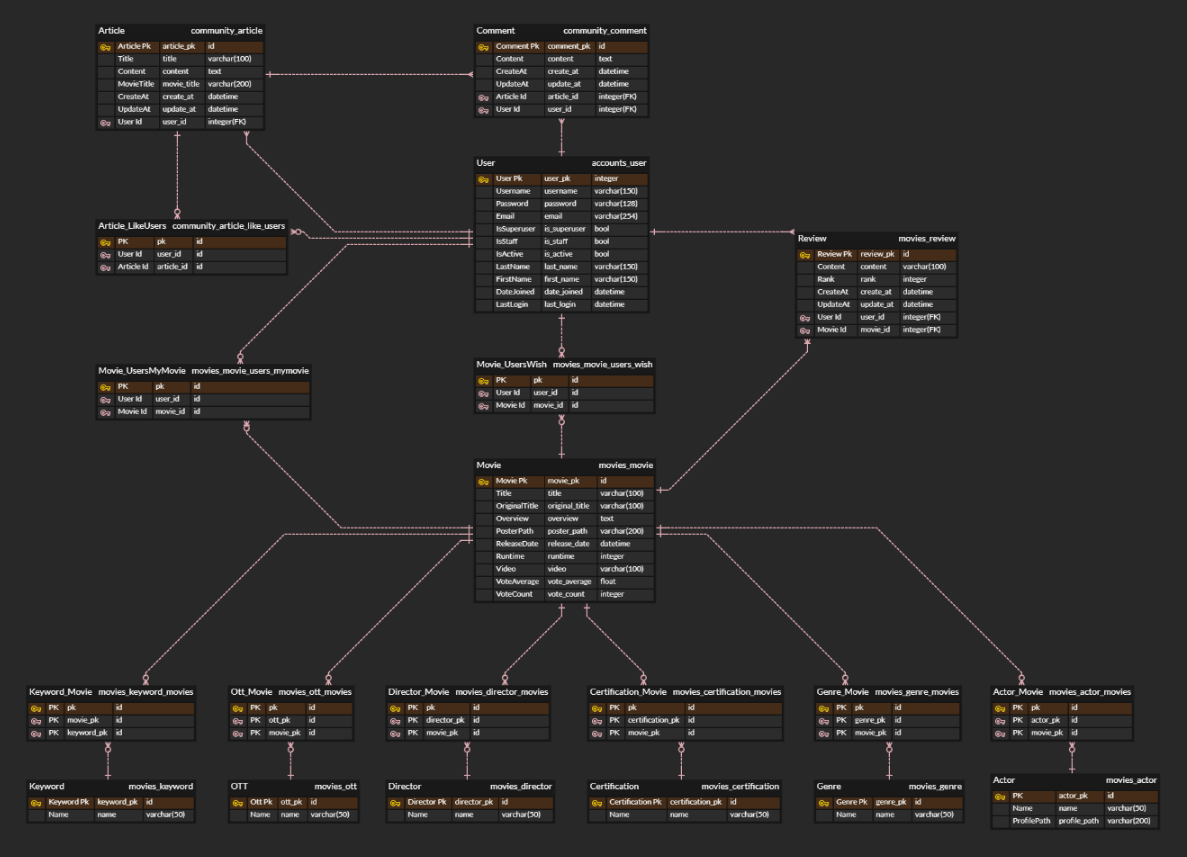 Article community_article
Article Pk article_pk id
Title title varchar(100)
Content content text
MovieTitle movie_title varchar(200)
CreateAt create_at datetime
UpdateAt update_at datetime
User Id user_id integer(FK)
Comment community_comment
Comment Pk comment_pk id
Content content text
CreateAt create_at datetime
UpdateAt update_at datetime
Article Id article_id integer(FK)
User Id user_id integer(FK)
User accounts_user
User Pk user_pk integer
Username username varchar(150)
Password password varchar(128)
Email email varchar(254)
IsSuperuser is_superuser bool
IsStaff is_staff bool
IsActive is_active bool
LastName last_name varchar(150)
FirstName first_name varchar(150)
DateJoined date_joined datetime
LastLogin last_login datetime
Article_LikeUsers community_article_like_users
PK pk id
User Id user_id id
Article Id article_id id
Review movies_review
Review Pk review_pk id
Content content varchar(100)
Rank rank integer
CreateAt create_at datetime
UpdateAt update_at datetime
User Id user_id integer(FK)
Movie Id movie_id integer(FK)
Movie_UsersMyMovie movies_movie_users_mymovie
PK pk id
User Id user_id id
Movie Id movie_id id
Movie_UsersWish movies_movie_users_wish
PK pk id
User Id user_id id
Movie Id movie_id id
Movie movies_movie
Movie Pk movie_pk id
Title title varchar(100)
OriginalTitle original_title varchar(100)
Overview overview text
PosterPath poster_path varchar(200)
ReleaseDate release_date datetime
Runtime runtime integer
Video video varchar(100)
VoteAverage vote_average float
VoteCount vote_count integer
Keyword_Movie movies_keyword_movies
PK pk id
PK movie_pk id
PK keyword_pk id
Ott_Movie movies_ott_movies
PK pk id
PK ott_pk id
PK movie_pk id
Director_Movie movies_director_movies
PK pk id
PK director_pk id
PK movie_pk id
Certification_Movie movies_certification_movies
PK pk id
PK certification_pk id
PK movie_pk id
Genre_Movie movies_genre_movies
PK pk id
PK genre_pk id
PK movie_pk id
Actor_Movie movies_actor_movies
PK pk id
PK actor_pk id
PK movie_pk id
Keyword movies_keyword
Keyword Pk keyword_pk id
Name name varchar(50)
OTT movies_ott
Ott Pk ott_pk id
Name name varchar(50)
Director movies_director
Director Pk director_pk id
Name name varchar(50)
Certification movies_certification
Certification Pk certification_pk id
Name name varchar(50)
Genre movies_genre
Genre Pk genre_pk id
Name name varchar(50)
Actor movies_actor
PK actor_pk id
Name name varchar(50)
ProfilePath profile_path varchar(200)